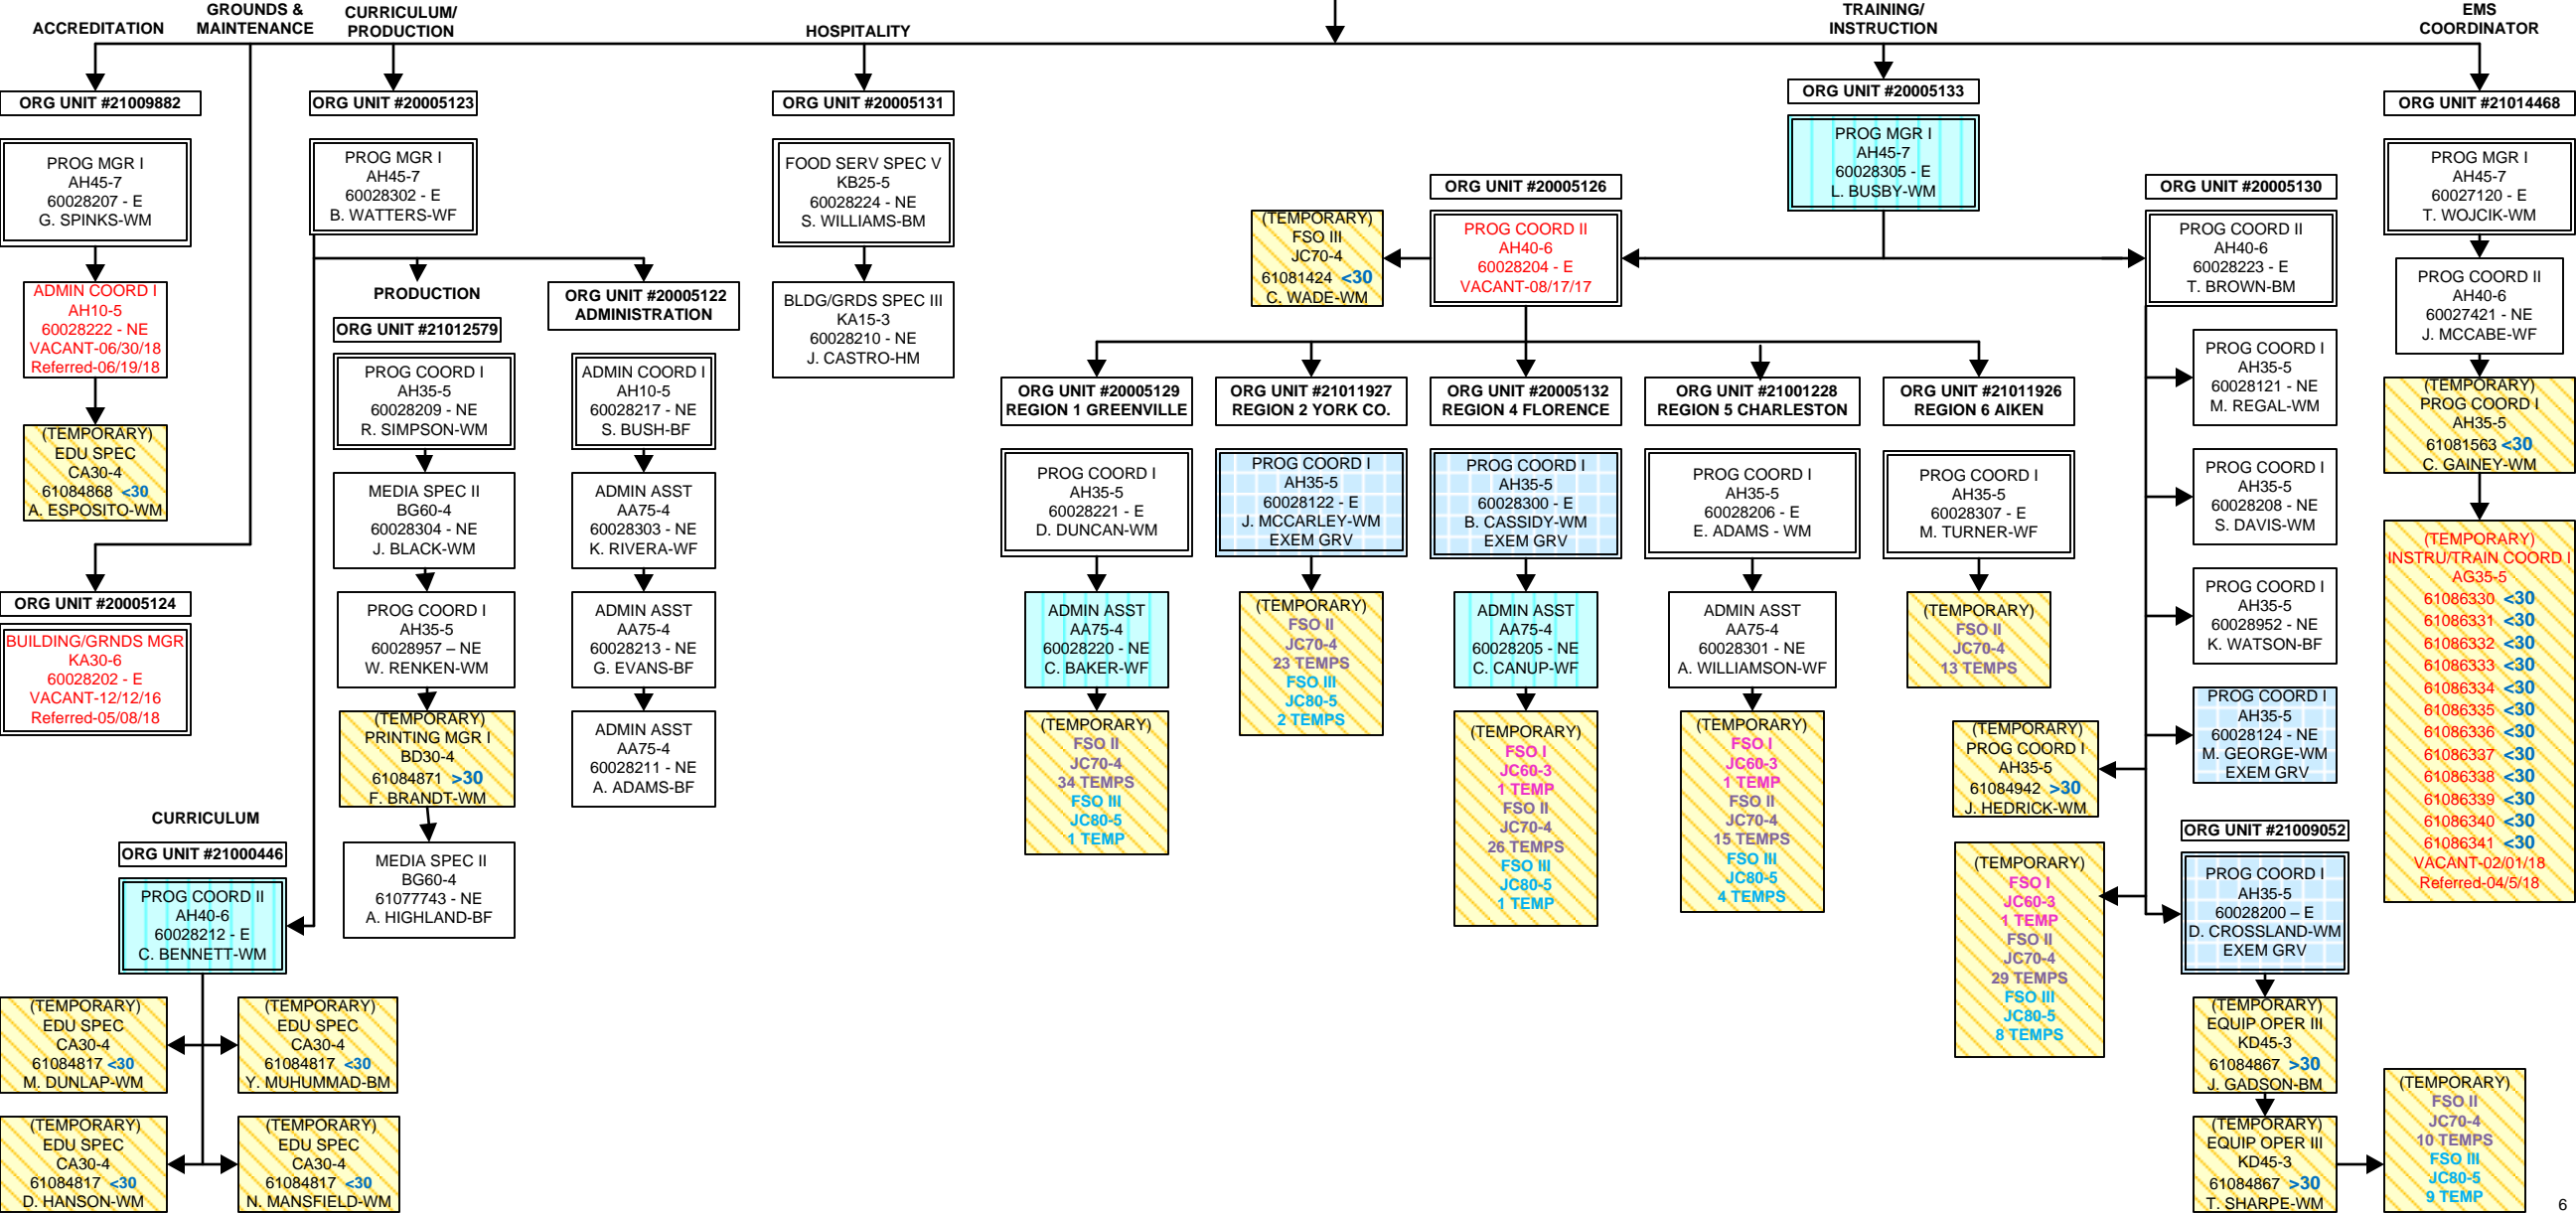 ACCREDITATION
GROUNDS &
MAINTENANCE
CURRICULUM/
PRODUCTION
HOSPITALITY
TRAINING/
INSTRUCTION
EMS
COORDINATOR
ORG UNIT #21009882
PROG MGR I
AH45-7
60028207 - E
G. SPINKS-WM
ADMIN COORD I
AH10-5
60028222 - NE
VACANT-06/30/18
Referred-06/19/18
(TEMPORARY)
EDU SPEC
CA30-4
61084868 <30
A. ESPOSITO-WM
ORG UNIT #20005124
BUILDING/GRNDS MGR
KA30-6
60028202 - E
VACANT-12/12/16
Referred-05/08/18
ORG UNIT #20005123
PROG MGR I
AH45-7
60028302 - E
B. WATTERS-WF
PRODUCTION
ORG UNIT #21012579
PROG COORD I
AH35-5
60028209 - NE
R. SIMPSON-WM
MEDIA SPEC II
BG60-4
60028304 - NE
J. BLACK-WM
PROG COORD I
AH35-5
60028957 – NE
W. RENKEN-WM
(TEMPORARY)
PRINTING MGR I
BD30-4
61084871 >30
F. BRANDT-WM
MEDIA SPEC II
BG60-4
61077743 - NE
A. HIGHLAND-BF
ORG UNIT #20005122
ADMINISTRATION
ADMIN COORD I
AH10-5
60028217 - NE
S. BUSH-BF
ADMIN ASST
AA75-4
60028303 - NE
K. RIVERA-WF
ADMIN ASST
AA75-4
60028213 - NE
G. EVANS-BF
ADMIN ASST
AA75-4
60028211 - NE
A. ADAMS-BF
CURRICULUM
ORG UNIT #21000446
PROG COORD II
AH40-6
60028212 - E
C. BENNETT-WM
(TEMPORARY)
EDU SPEC
CA30-4
61084817 <30
M. DUNLAP-WM
(TEMPORARY)
EDU SPEC
CA30-4
61084817 <30
Y. MUHUMMAD-BM
(TEMPORARY)
EDU SPEC
CA30-4
61084817 <30
D. HANSON-WM
(TEMPORARY)
EDU SPEC
CA30-4
61084817 <30
N. MANSFIELD-WM
ORG UNIT #20005131
FOOD SERV SPEC V
KB25-5
60028224 - NE
S. WILLIAMS-BM
BLDG/GRDS SPEC III
KA15-3
60028210 - NE
J. CASTRO-HM
ORG UNIT #20005133
PROG MGR I
AH45-7
60028305 - E
L. BUSBY-WM
ORG UNIT #20005126
(TEMPORARY)
FSO III
JC70-4
61081424 <30
C. WADE-WM
PROG COORD II
AH40-6
60028204 - E
VACANT-08/17/17
ORG UNIT #20005129
REGION 1 GREENVILLE
PROG COORD I
AH35-5
60028221 - E
D. DUNCAN-WM
ADMIN ASST
AA75-4
60028220 - NE
C. BAKER-WF
(TEMPORARY)
FSO II
JC70-4
34 TEMPS
FSO III
JC80-5
1 TEMP
ORG UNIT #21011927
REGION 2 YORK CO.
PROG COORD I
AH35-5
60028122 - E
J. MCCARLEY-WM
EXEM GRV
(TEMPORARY)
FSO II
JC70-4
23 TEMPS
FSO III
JC80-5
2 TEMPS
ORG UNIT #20005132
REGION 4 FLORENCE
PROG COORD I
AH35-5
60028300 - E
B. CASSIDY-WM
EXEM GRV
ADMIN ASST
AA75-4
60028205 - NE
C. CANUP-WF
(TEMPORARY)
FSO I
JC60-3
1 TEMP
FSO II
JC70-4
26 TEMPS
FSO III
JC80-5
1 TEMP
ORG UNIT #21001228
REGION 5 CHARLESTON
PROG COORD I
AH35-5
60028206 - E
E. ADAMS - WM
ADMIN ASST
AA75-4
60028301 - NE
A. WILLIAMSON-WF
(TEMPORARY)
FSO I
JC60-3
1 TEMP
FSO II
JC70-4
15 TEMPS
FSO III
JC80-5
4 TEMPS
ORG UNIT #21011926
REGION 6 AIKEN
PROG COORD I
AH35-5
60028307 - E
M. TURNER-WF
(TEMPORARY)
FSO II
JC70-4
13 TEMPS
ORG UNIT #20005130
PROG COORD II
AH40-6
60028223 - E
T. BROWN-BM
PROG COORD I
AH35-5
60028121 - NE
M. REGAL-WM
PROG COORD I
AH35-5
60028208 - NE
S. DAVIS-WM
PROG COORD I
AH35-5
60028952 - NE
K. WATSON-BF
PROG COORD I
AH35-5
60028124 - NE
M. GEORGE-WM
EXEM GRV
(TEMPORARY)
PROG COORD I
AH35-5
61084942 >30
J. HEDRICK-WM
(TEMPORARY)
FSO I
JC60-3
1 TEMP
FSO II
JC70-4
29 TEMPS
FSO III
JC80-5
8 TEMPS
ORG UNIT #21009052
PROG COORD I
AH35-5
60028200 – E
D. CROSSLAND-WM
EXEM GRV
(TEMPORARY)
EQUIP OPER III
KD45-3
61084867 >30
J. GADSON-BM
(TEMPORARY)
EQUIP OPER III
KD45-3
61084867 >30
T. SHARPE-WM
(TEMPORARY)
FSO II
JC70-4
10 TEMPS
FSO III
JC80-5
9 TEMP
ORG UNIT #21014468
PROG MGR I
AH45-7
60027120 - E
T. WOJCIK-WM
PROG COORD II
AH40-6
60027421 - NE
J. MCCABE-WF
(TEMPORARY)
PROG COORD I
AH35-5
61081563 <30
C. GAINEY-WM
(TEMPORARY)
INSTRU/TRAIN COORD I
AG35-5
61086330 <30
61086331 <30
61086332 <30
61086333 <30
61086334 <30
61086335 <30
61086336 <30
61086337 <30
61086338 <30
61086339 <30
61086340 <30
61086341 <30
VACANT-02/01/18
Referred-04/5/18
6